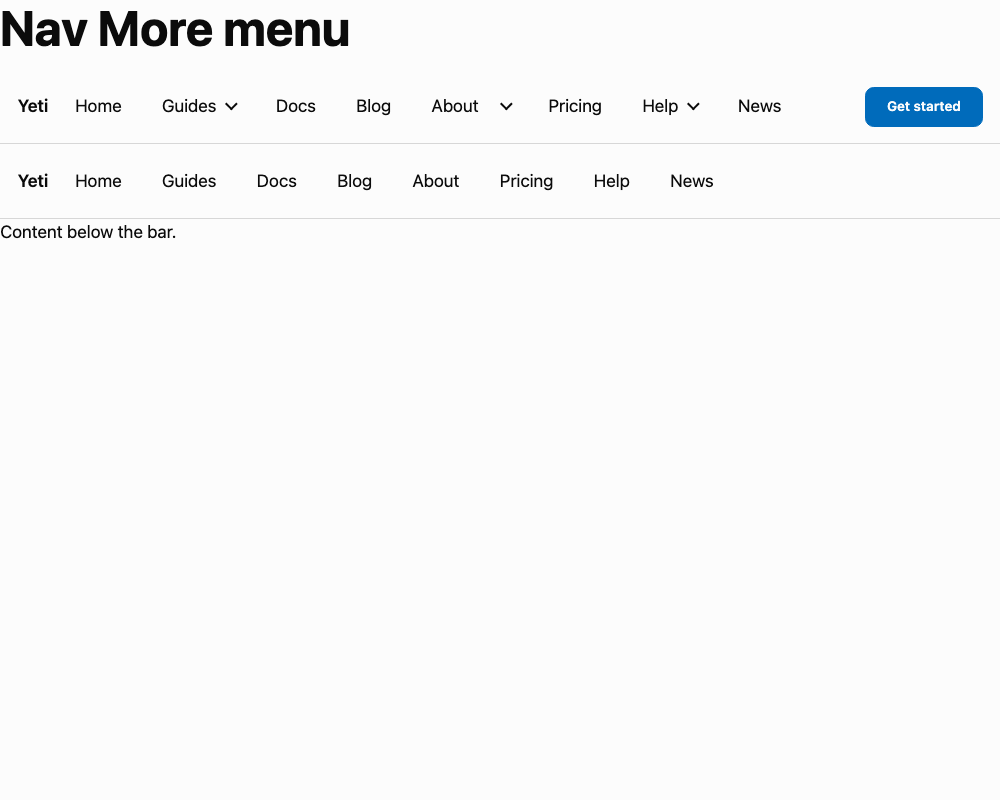 Nav More menu
Yeti Home Guides Docs Blog About Pricing Help News Get started
Yeti Home Guides Docs Blog About Pricing Help News
Content below the bar.